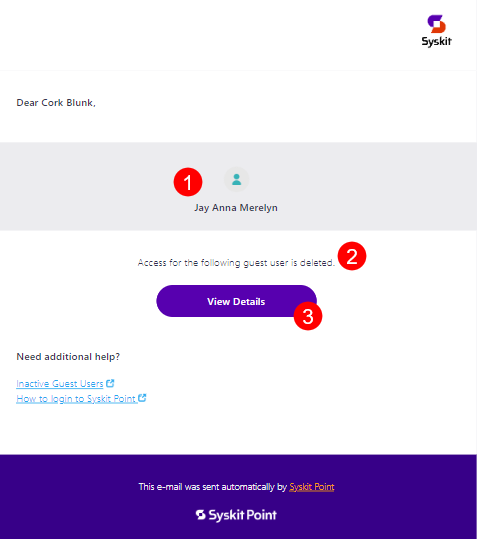 Syskit
Dear Cork Blunk,
1
Jay Anna Merelyn
Access for the following guest user is deleted.
2
View Details
3
Need additional help?
Inactive Guest Users
How to login to Syskit Point
This e-mail was sent automatically by Syskit Point
Syskit Point